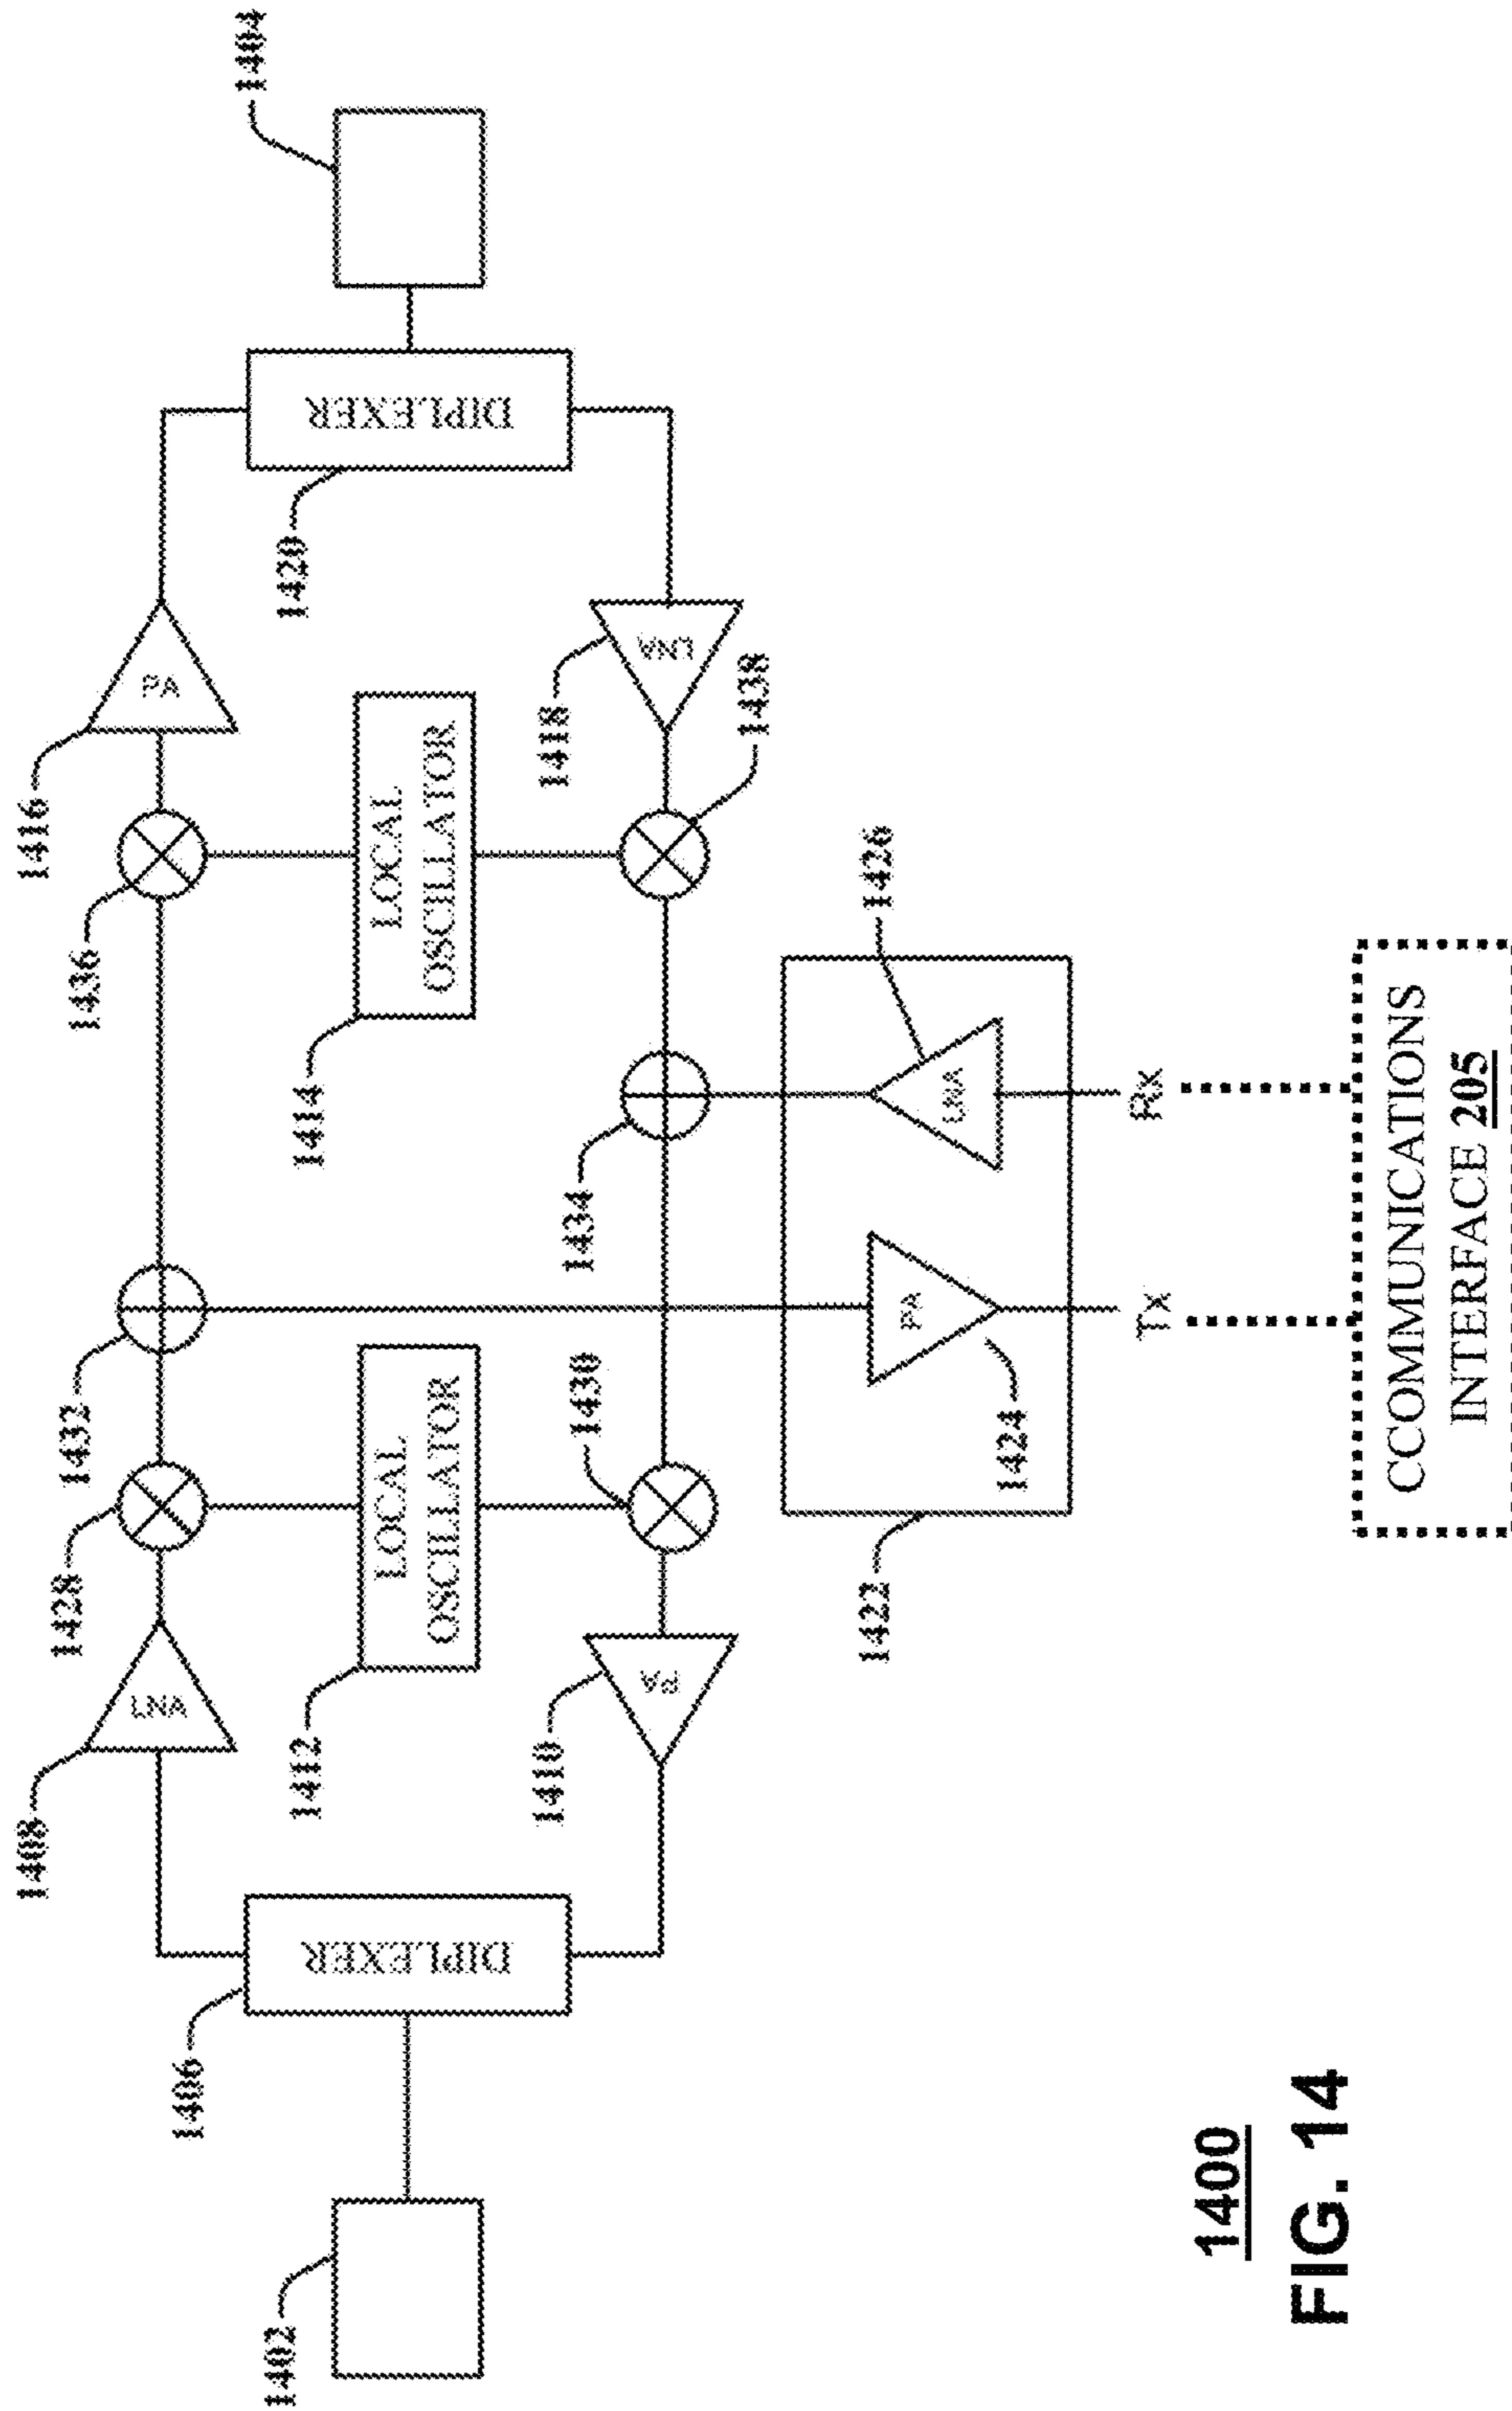 1404
1416
PA
DIPLEXER
1420
1436
LOCAL
OSCILLATOR
1414
LNA
1418
1438
1432
1434
1426
LNA
Rx
1428
LOCAL
OSCILLATOR
1412
1430
PA
1424
Tx
1422
1408
LNA
PA
1410
DIPLEXER
1406
1402
CCOMMUNICATIONS
INTERFACE 205
1400
FIG. 14